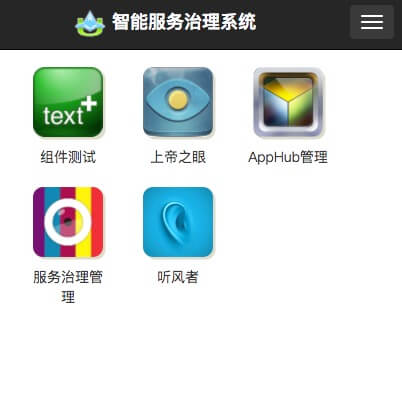 智能服务治理系统
text+
组件测试
上帝之眼
AppHub管理
服务治理管
理
听风者